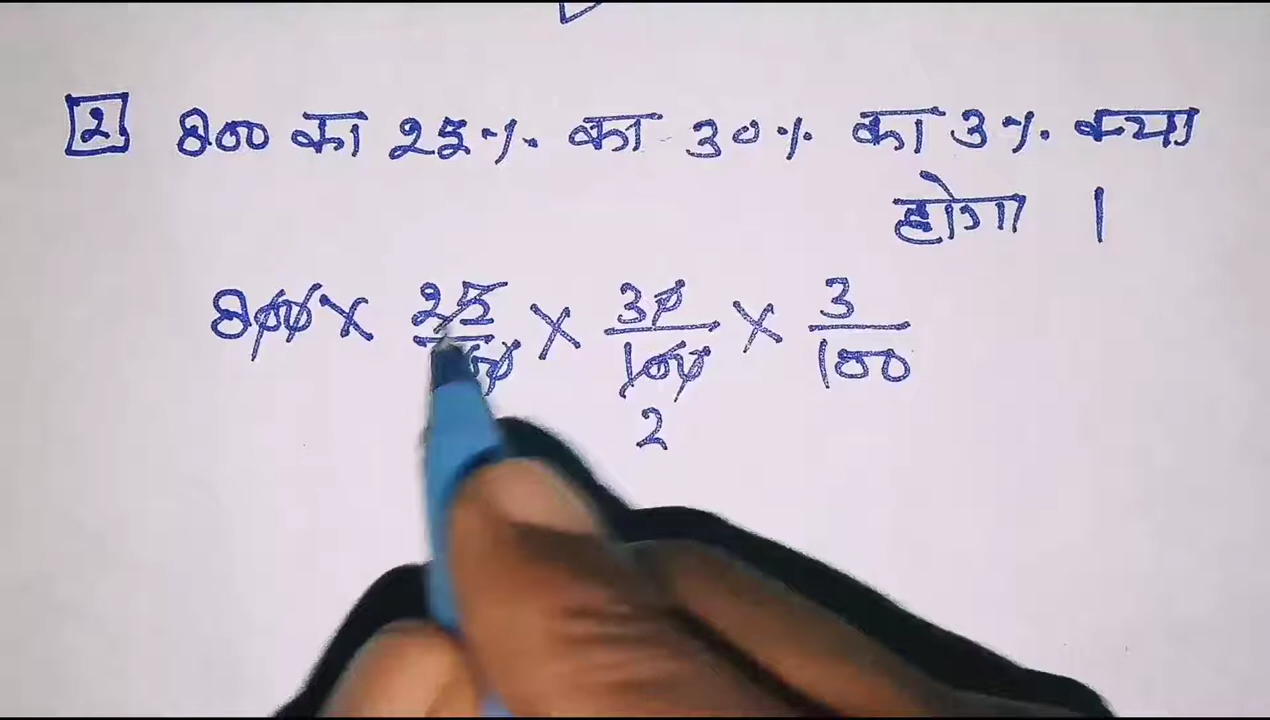 2 800 का 25% का 30% का 3% क्या
होगा |
800 × 25/100 × 30/100 × 3/100
2